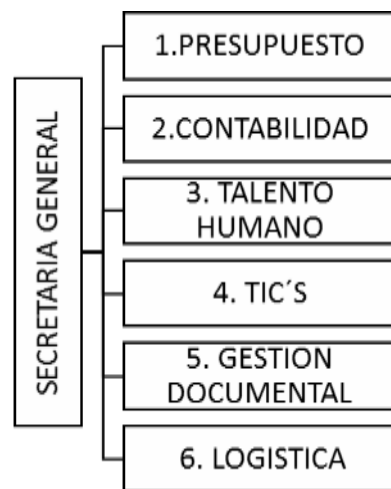 SECRETARIA GENERAL
1.PRESUPUESTO
2.CONTABILIDAD
3. TALENTO
HUMANO
4. TIC´S
5. GESTION
DOCUMENTAL
6. LOGISTICA